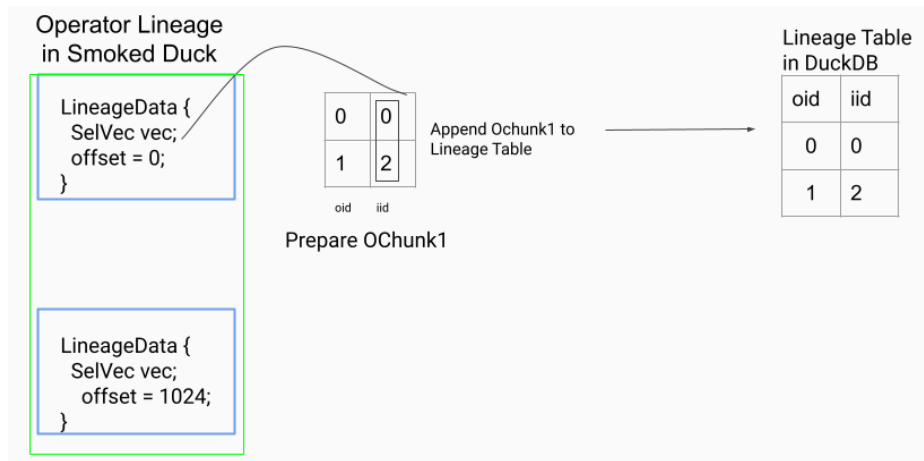 Operator Lineage
in Smoked Duck
LineageData {
SelVec vec;
offset = 0;
}
LineageData {
SelVec vec;
offset = 1024;
}
0 0
1 2
oid iid
Prepare OChunk1
Append Ochunk1 to
Lineage Table
Lineage Table
in DuckDB
oid iid
0 0
1 2